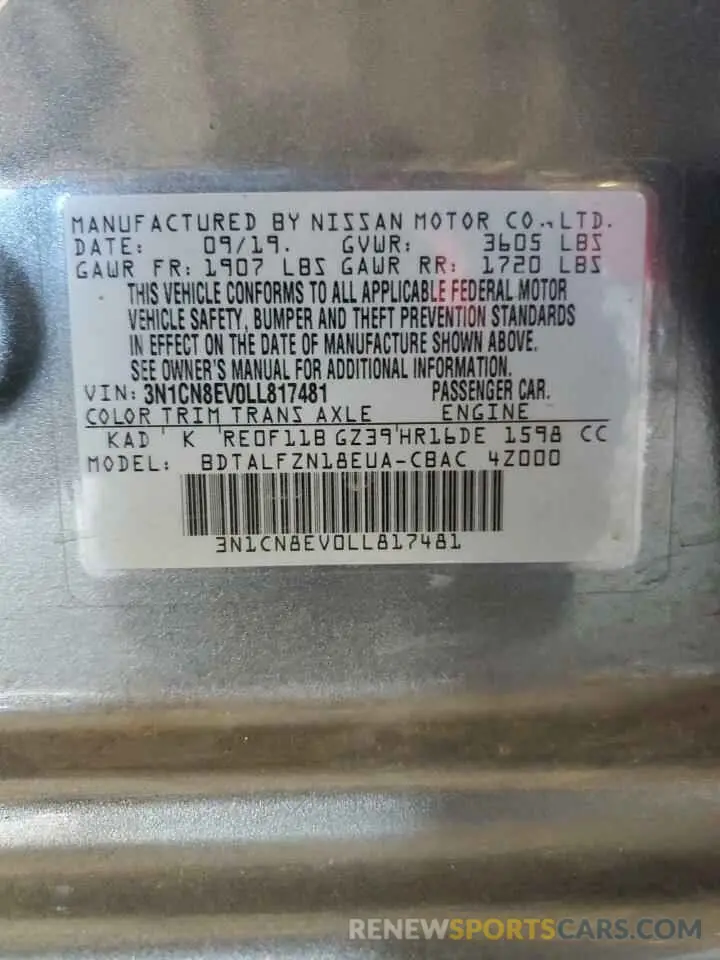 MANUFACTURED BY NISSAN MOTOR CO.,LTD.
DATE: 09/19. GVWR: 3605 LBS
GAWR FR: 1907 LBS GAWR RR: 1720 LBS
THIS VEHICLE CONFORMS TO ALL APPLICABLE FEDERAL MOTOR
VEHICLE SAFETY, BUMPER AND THEFT PREVENTION STANDARDS
IN EFFECT ON THE DATE OF MANUFACTURE SHOWN ABOVE.
SEE OWNER'S MANUAL FOR ADDITIONAL INFORMATION.
VIN: 3N1CN8EV0LL817481 PASSENGER CAR.
COLOR TRIM TRANS AXLE ENGINE
KAD K RE0F11B GZ39 HR16DE 1598 CC
MODEL: BDTALFZN18EUA-CBAC 4Z000
3N1CN8EV0LL817481
RENEWSPORTSCARS.COM